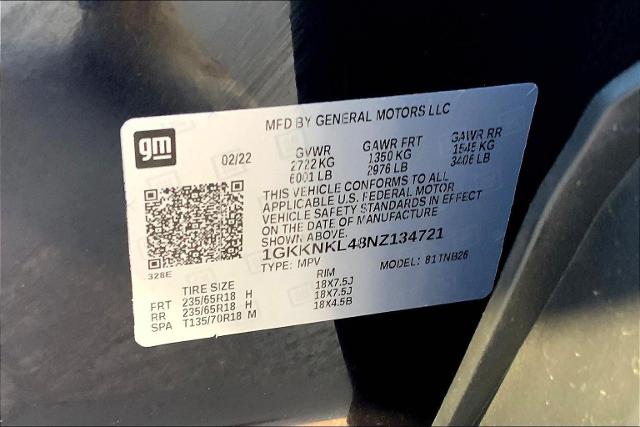 MFD BY GENERAL MOTORS LLC
gm
02/22
GVWR GAWR FRT GAWR RR
2722 KG 1350 KG 1545 KG
6001 LB 2976 LB 3406 LB
THIS VEHICLE CONFORMS TO ALL
APPLICABLE U.S. FEDERAL MOTOR
VEHICLE SAFETY STANDARDS IN EFFECT
ON THE DATE OF MANUFACTURE
SHOWN ABOVE.
1GKKNKL48NZ134721
TYPE: MPV MODEL: 81TNB26
328E
TIRE SIZE RIM
FRT 235/65R18 H 18X7.5J
RR 235/65R18 H 18X7.5J
SPA T135/70R18 M 18X4.5B